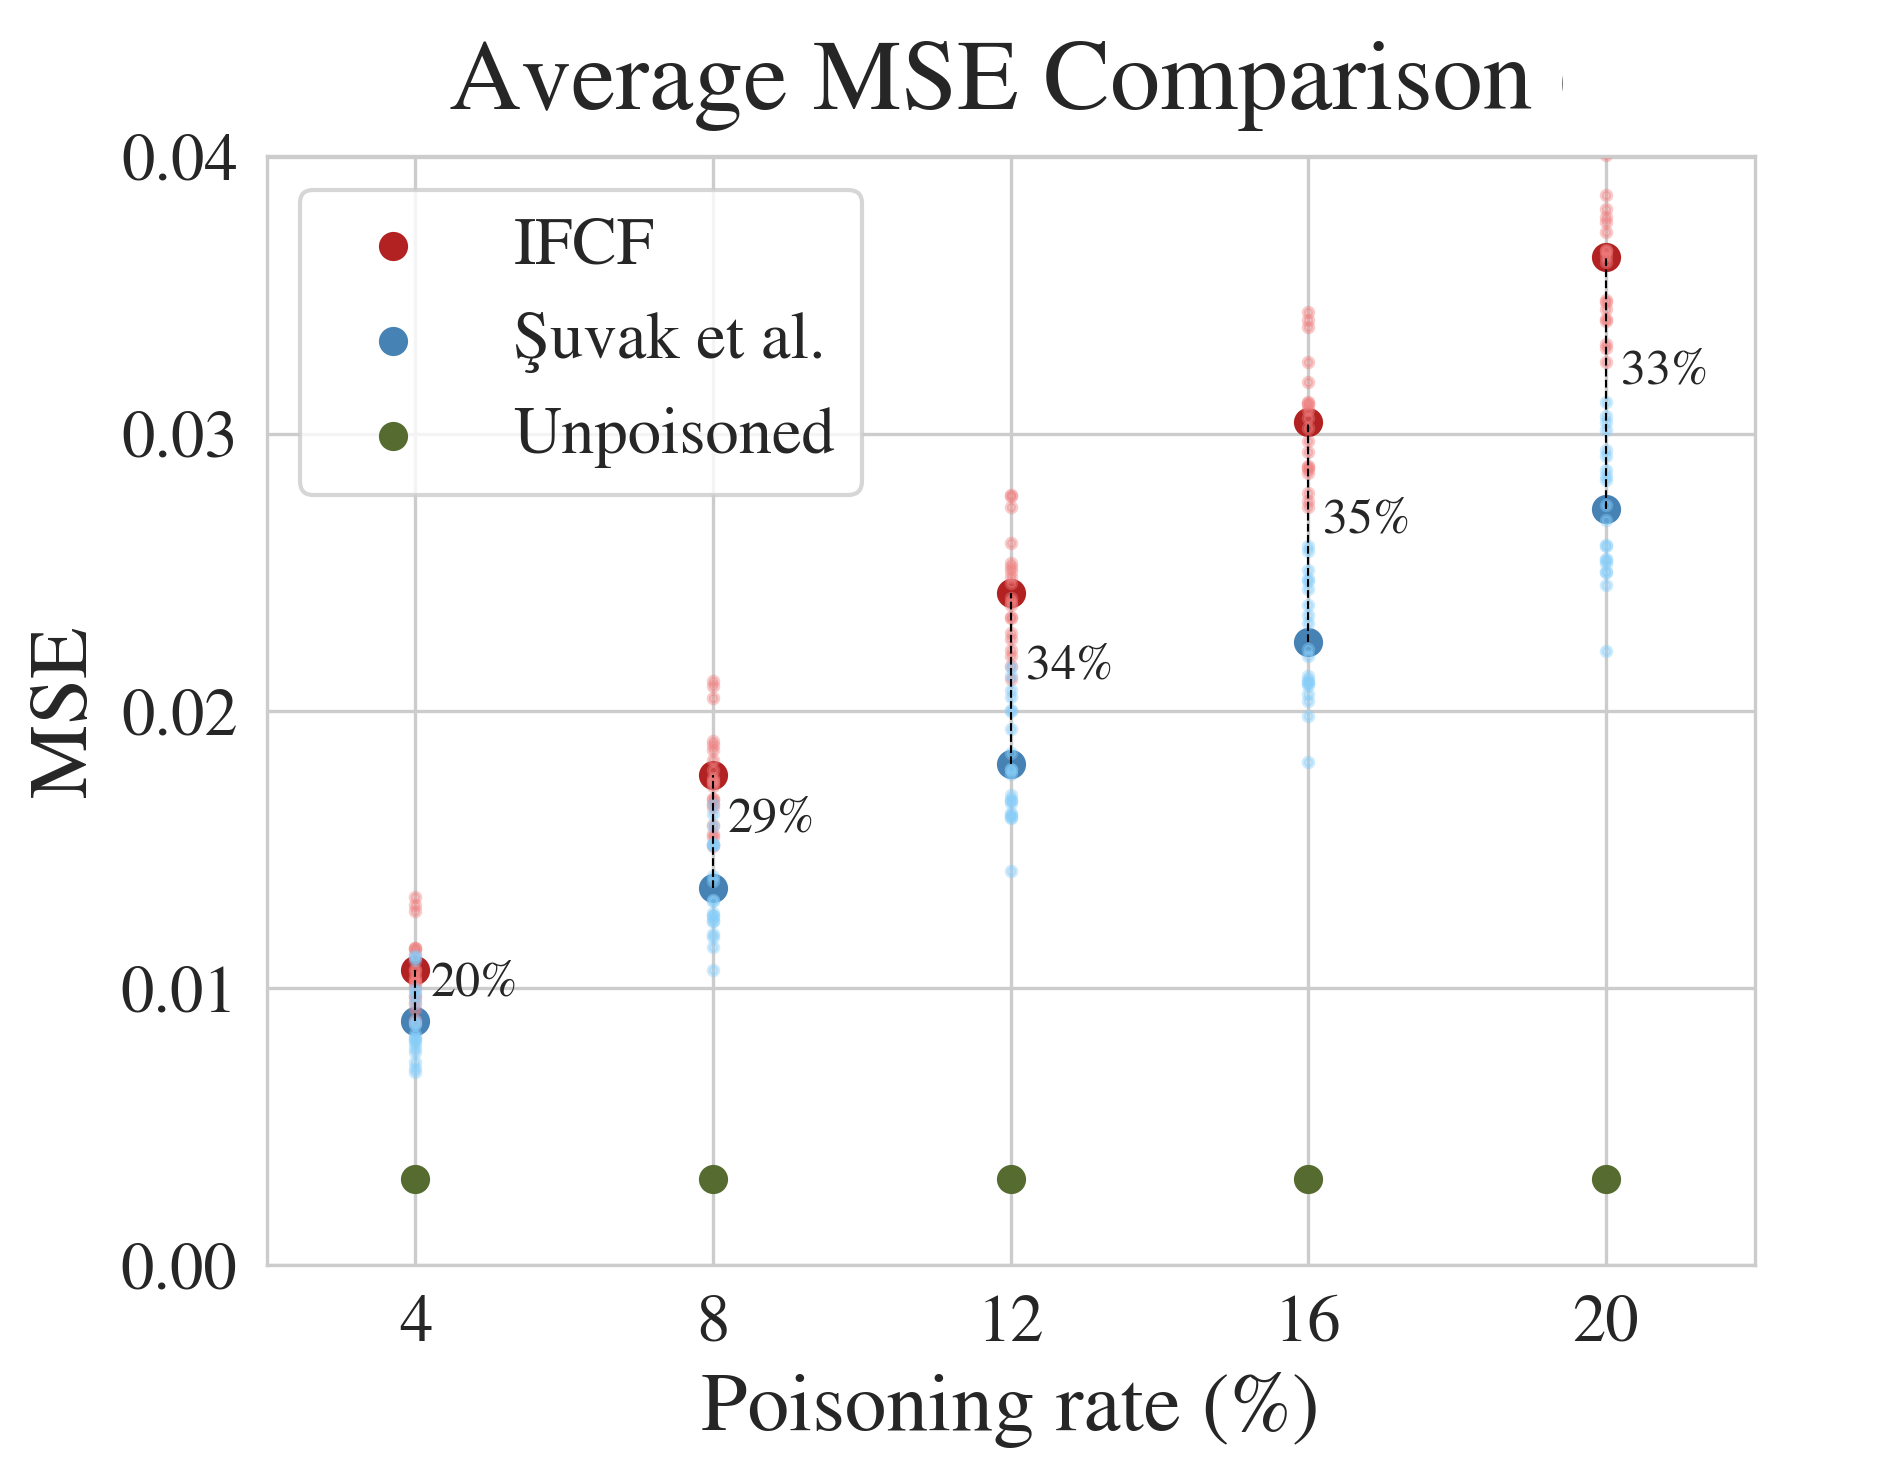 Average MSE Comparison
0.04
0.03
0.02
0.01
0.00
MSE
IFCF
Şuvak et al.
Unpoisoned
20%
29%
34%
35%
33%
4
8
12
16
20
Poisoning rate (%)